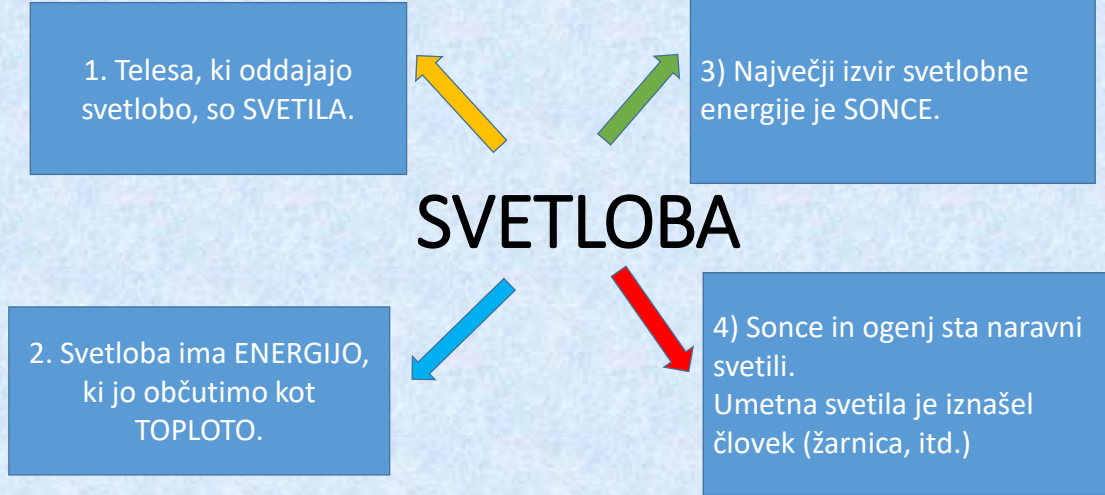 1. Telesa, ki oddajajo
svetlobo, so SVETILA.
3) Največji izvir svetlobne
energije je SONCE.
SVETLOBA
2. Svetloba ima ENERGIJO,
ki jo občutimo kot
TOPLOTO.
4) Sonce in ogenj sta naravni
svetili.
Umetna svetila je iznašel
človek (žarnica, itd.)